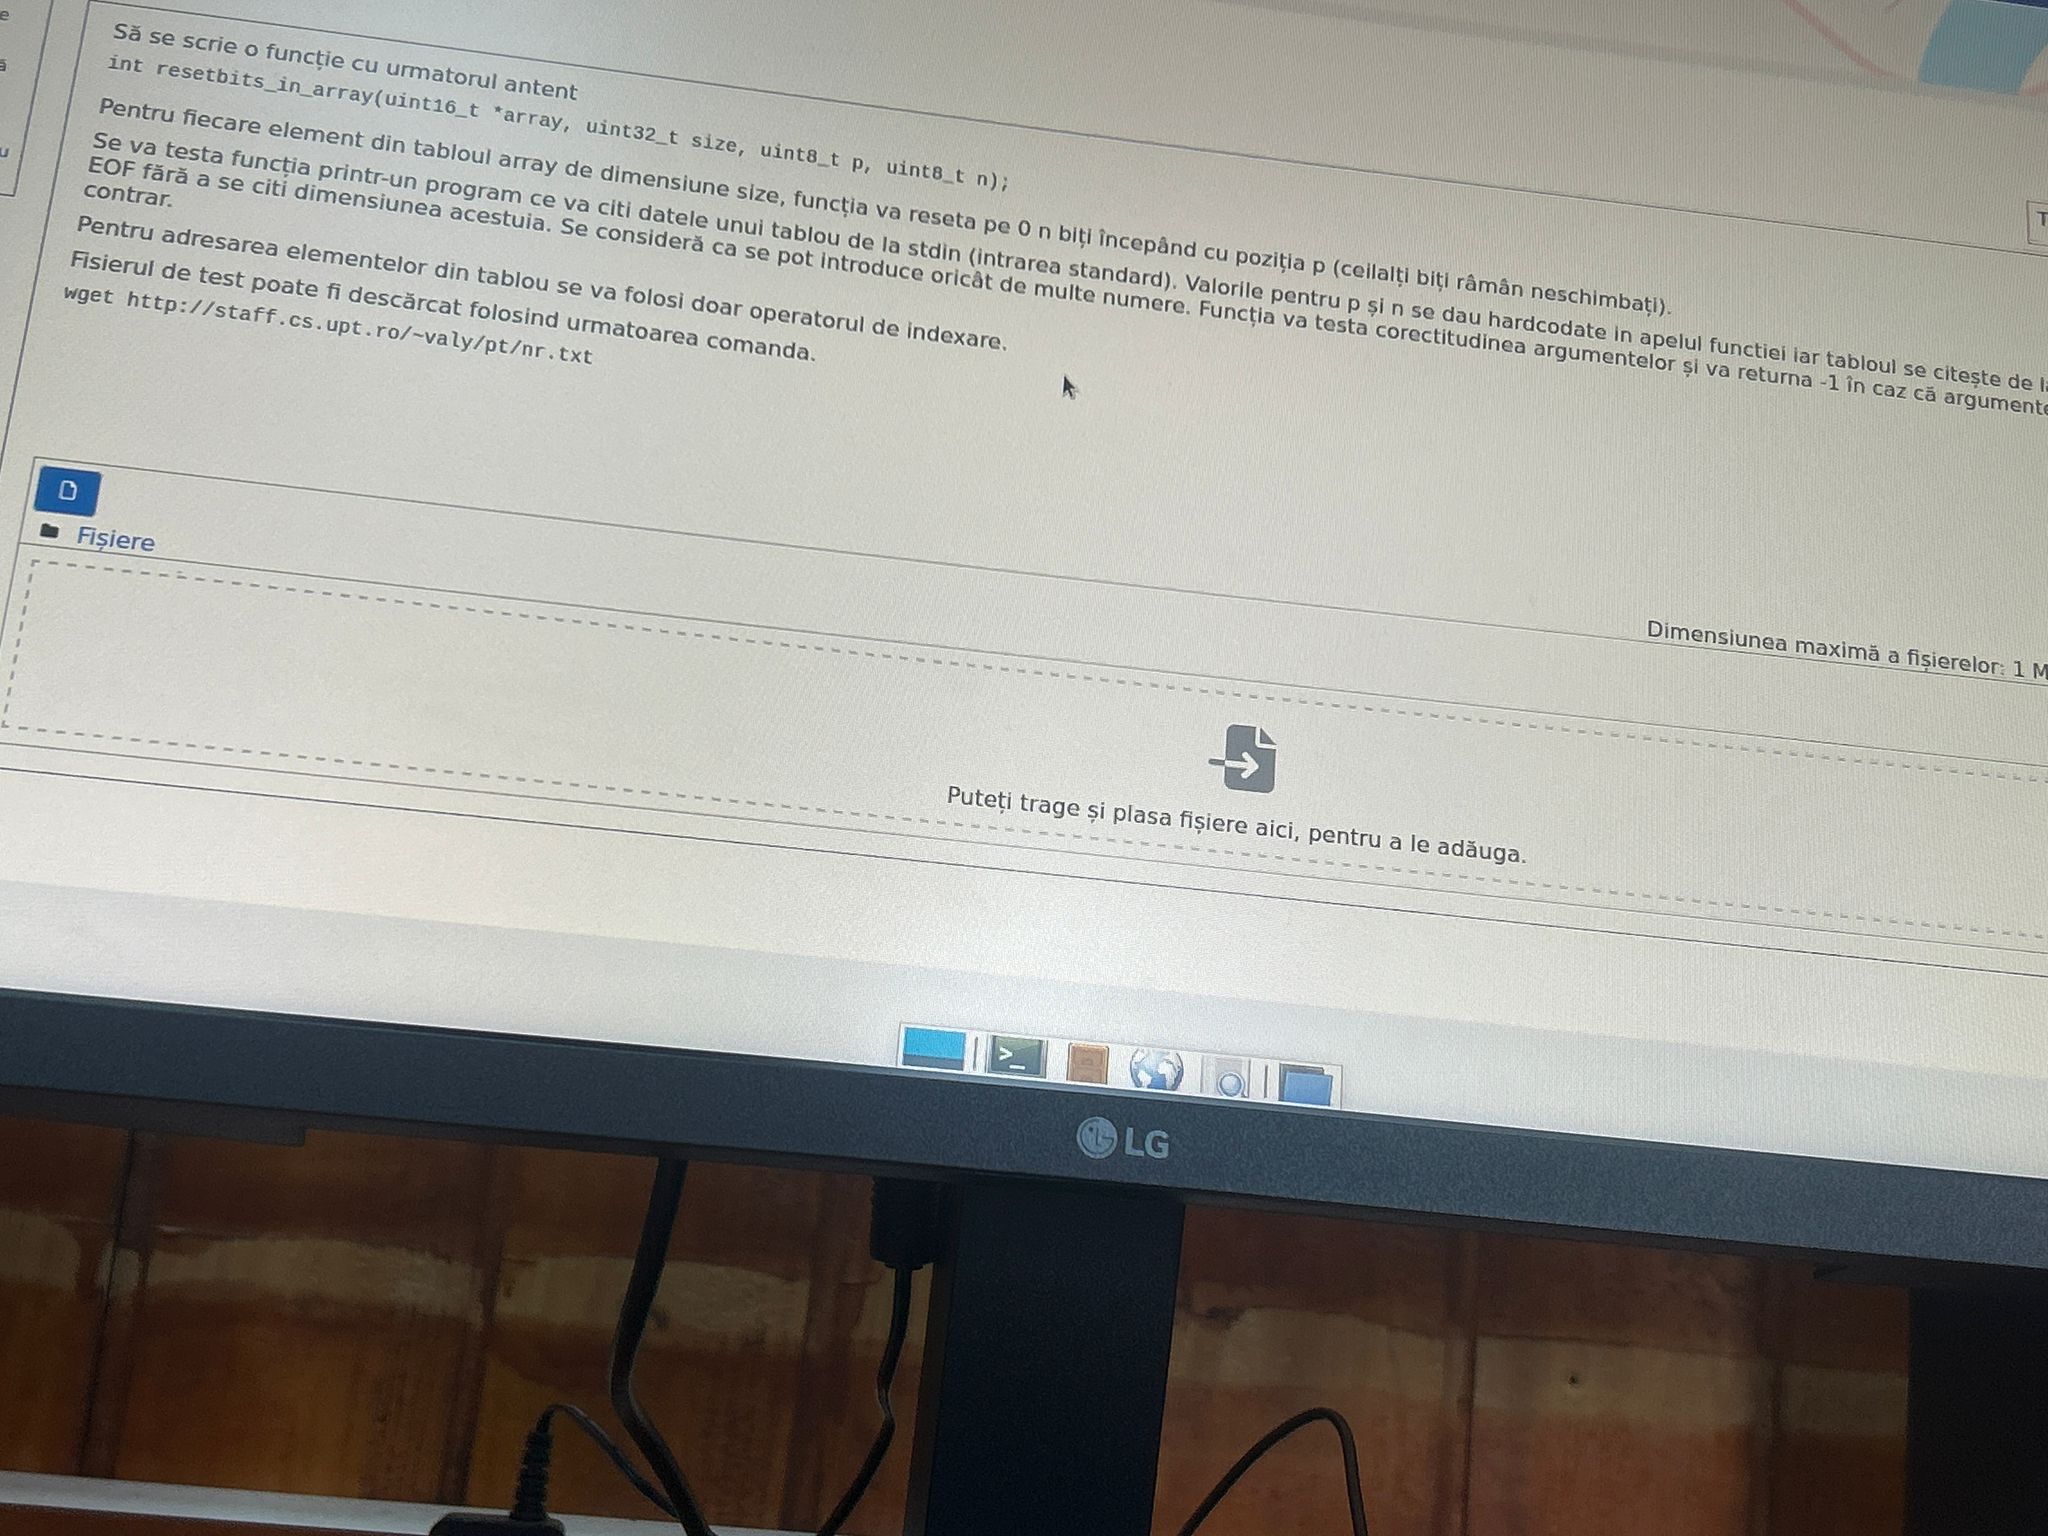 Să se scrie o funcție cu urmatorul antent
int resetbits_in_array(uint16_t *array, uint32_t size, uint8_t p, uint8_t n);
Pentru fiecare element din tabloul array de dimensiune size, funcția va reseta pe 0 n biți începând cu poziția p (ceilalți biți râmân neschimbați).
Se va testa funcția printr-un program ce va citi datele unui tablou de la stdin (intrarea standard). Valorile pentru p și n se dau hardcodate in apelul functiei iar tabloul se citește de
EOF fără a se citi dimensiunea acestuia. Se consideră ca se pot introduce oricât de multe numere. Funcția va testa corectitudinea argumentelor și va returna -1 în caz că
contrar.
Pentru adresarea elementelor din tablou se va folosi doar operatorul de indexare.
Fisierul de test poate fi descărcat folosind urmatoarea comanda.
wget http://staff.cs.upt.ro/~valy/pt/nr.txt
Fișiere
Dimensiunea maximă a fișierelor: 1 M
Puteți trage și plasa fișiere aici, pentru a le adăuga.
LG